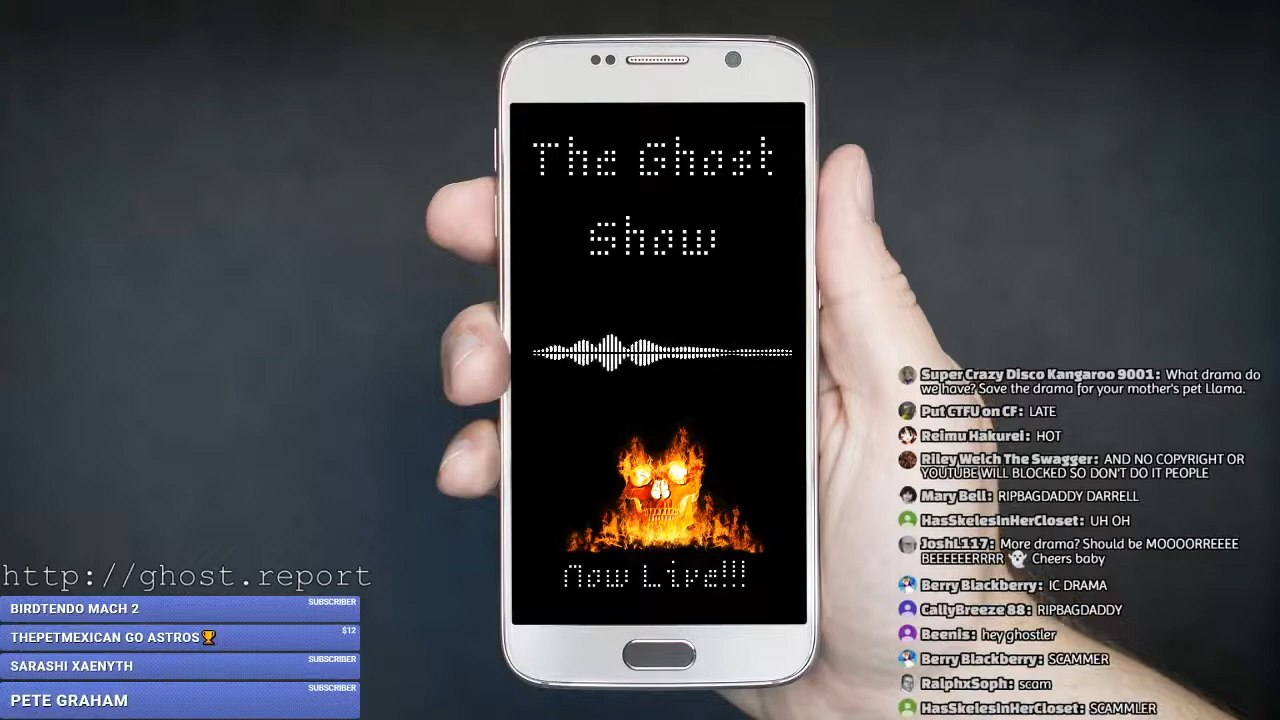 The Ghost
Show
Now Live!!!
http://ghost.report
BIRDTENDO MACH 2 SUBSCRIBER
THEPETMEXICAN GO ASTROS🏆 $12
SARASHI XAENYTH SUBSCRIBER
PETE GRAHAM SUBSCRIBER
Super Crazy Disco Kangaroo 9001: What drama do
we have? Save the drama for your mother's pet Llama.
Put CTFU on CF: LATE
Reimu Hakurei: HOT
Riley Welch The Swagger: AND NO COPYRIGHT OR
YOUTUBE WILL BLOCKED SO DON'T DO IT PEOPLE
Mary Bell: RIPBAGDADDY DARRELL
HasSkelesInHerCloset: UH OH
JoshL117: More drama? Should be MOOOORREEEE
BEEEEEERRRR 👻 Cheers baby
Berry Blackberry: IC DRAMA
CallyBreeze 88: RIPBAGDADDY
Beenis: hey ghostler
Berry Blackberry: SCAMMER
RalphxSoph: scam
HasSkelesInHerCloset: SCAMMLER